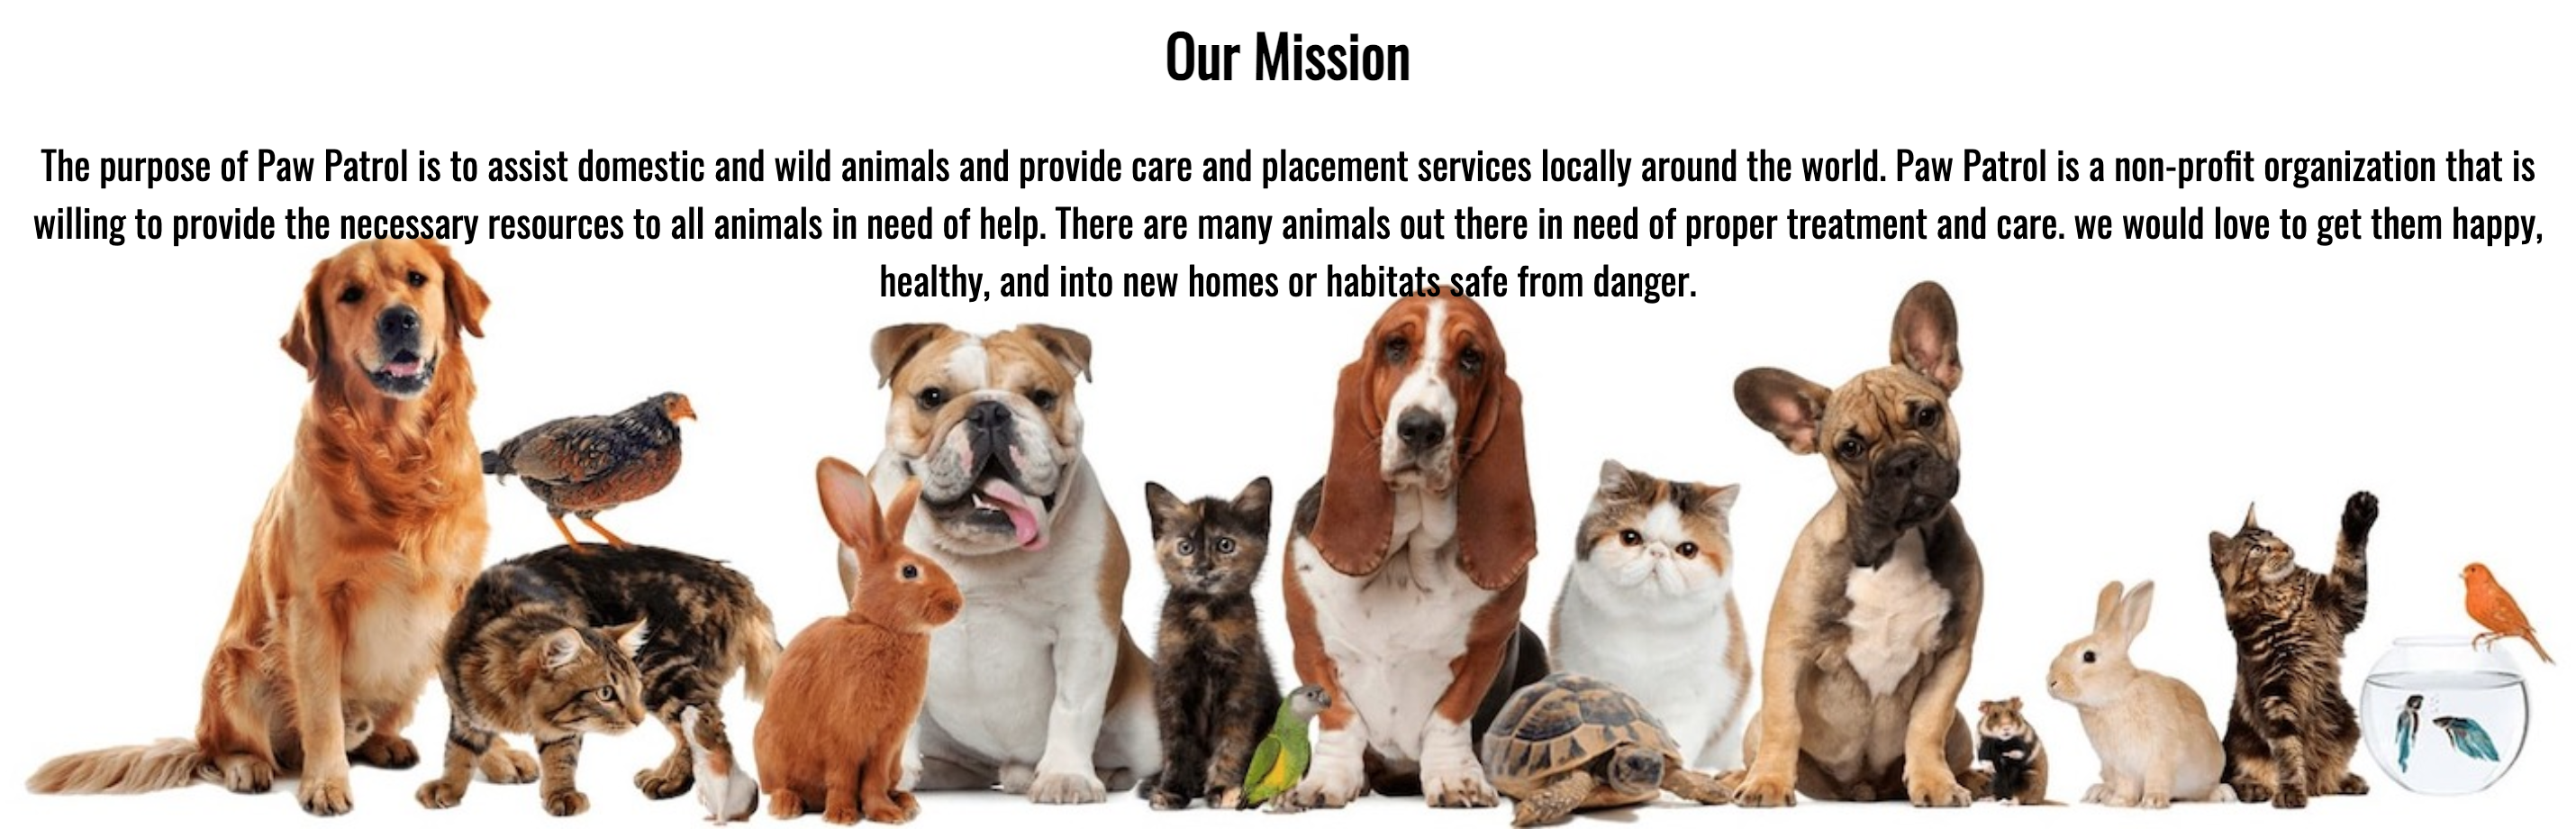 Our Mission
The purpose of Paw Patrol is to assist domestic and wild animals and provide care and placement services locally around the world. Paw Patrol is a non-profit organization that is
willing to provide the necessary resources to all animals in need of help. There are many animals out there in need of proper treatment and care. we would love to get them happy,
healthy, and into new homes or habitats safe from danger.